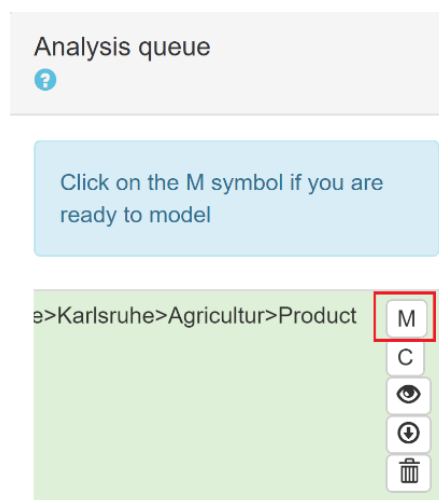 Analysis queue
?
Click on the M symbol if you are
ready to model
e>Karlsruhe>Agricultur>Product
M
C